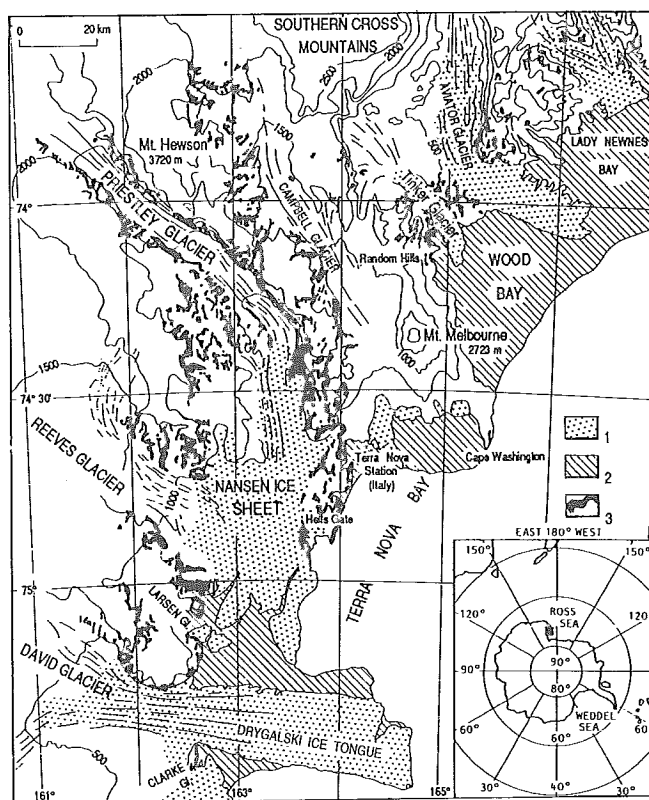 0 20 km
SOUTHERN CROSS
MOUNTAINS
2000
2500
2000
2000
1500
Mt. Hewson
3720 m
2000
PRIESTLEY GLACIER
CAMPBELL GLACIER
AVIATOR GLACIER
500
LADY NEWNES
BAY
74°
Tinker Glacier
Random Hills
WOOD
BAY
Mt. Melbourne
2723 m
1000
1500
74° 30'
REEVES GLACIER
1000
NANSEN ICE
SHEET
Terra Nova
Station
(Italy)
Cape Washington
Hells Gate
TERRA NOVA BAY
1
2
3
75°
LARSEN GL.
DAVID GLACIER
DRYGALSKI ICE TONGUE
CLARKE
Gl.
500
161°
163°
165°
EAST 180° WEST
150°
150°
120°
120°
ROSS
SEA
90°
90°
80°
60°
WEDDEL
SEA
60°
60
30°
0°
30°